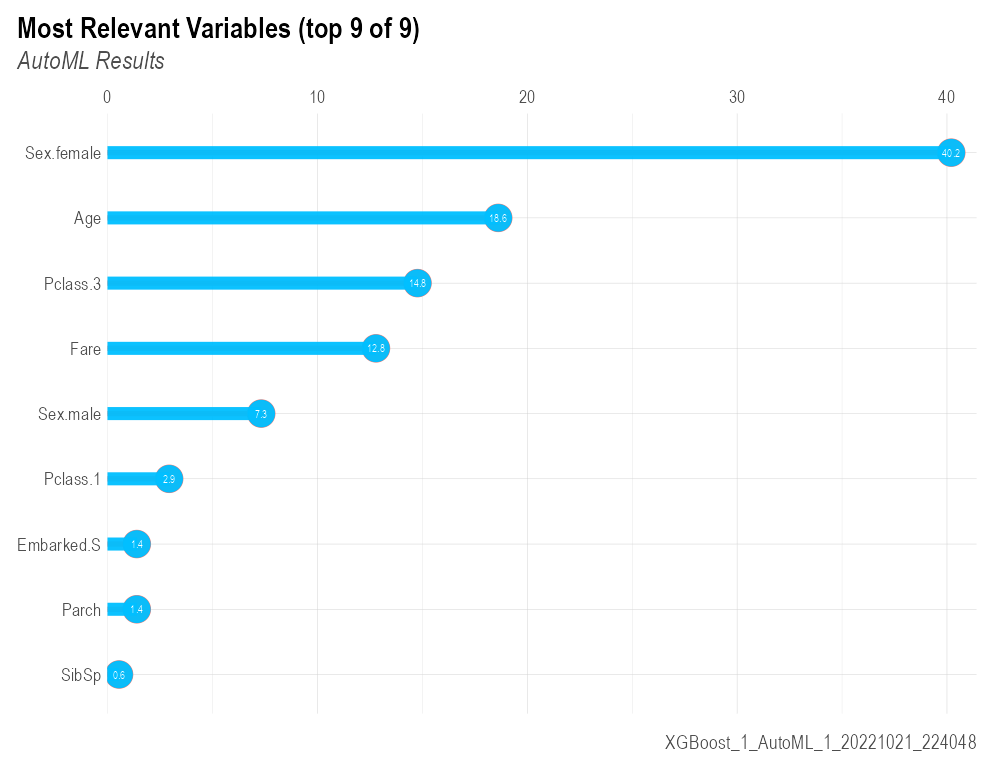 Most Relevant Variables (top 9 of 9)
AutoML Results
0 10 20 30 40
Sex.female 40.2
Age 18.6
Pclass.3 14.8
Fare 12.8
Sex.male 7.3
Pclass.1 2.9
Embarked.S 1.4
Parch 1.4
SibSp 0.6
XGBoost_1_AutoML_1_20221021_224048